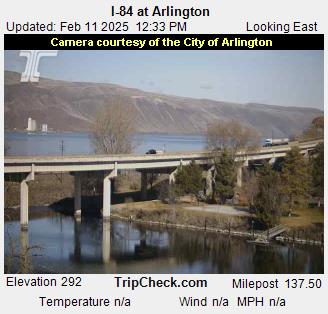 I-84 at Arlington
Updated: Feb 11 2025 12:33 PM Looking East
Camera courtesy of the City of Arlington
Elevation 292 TripCheck.com Milepost 137.50
Temperature n/a Wind n/a MPH n/a